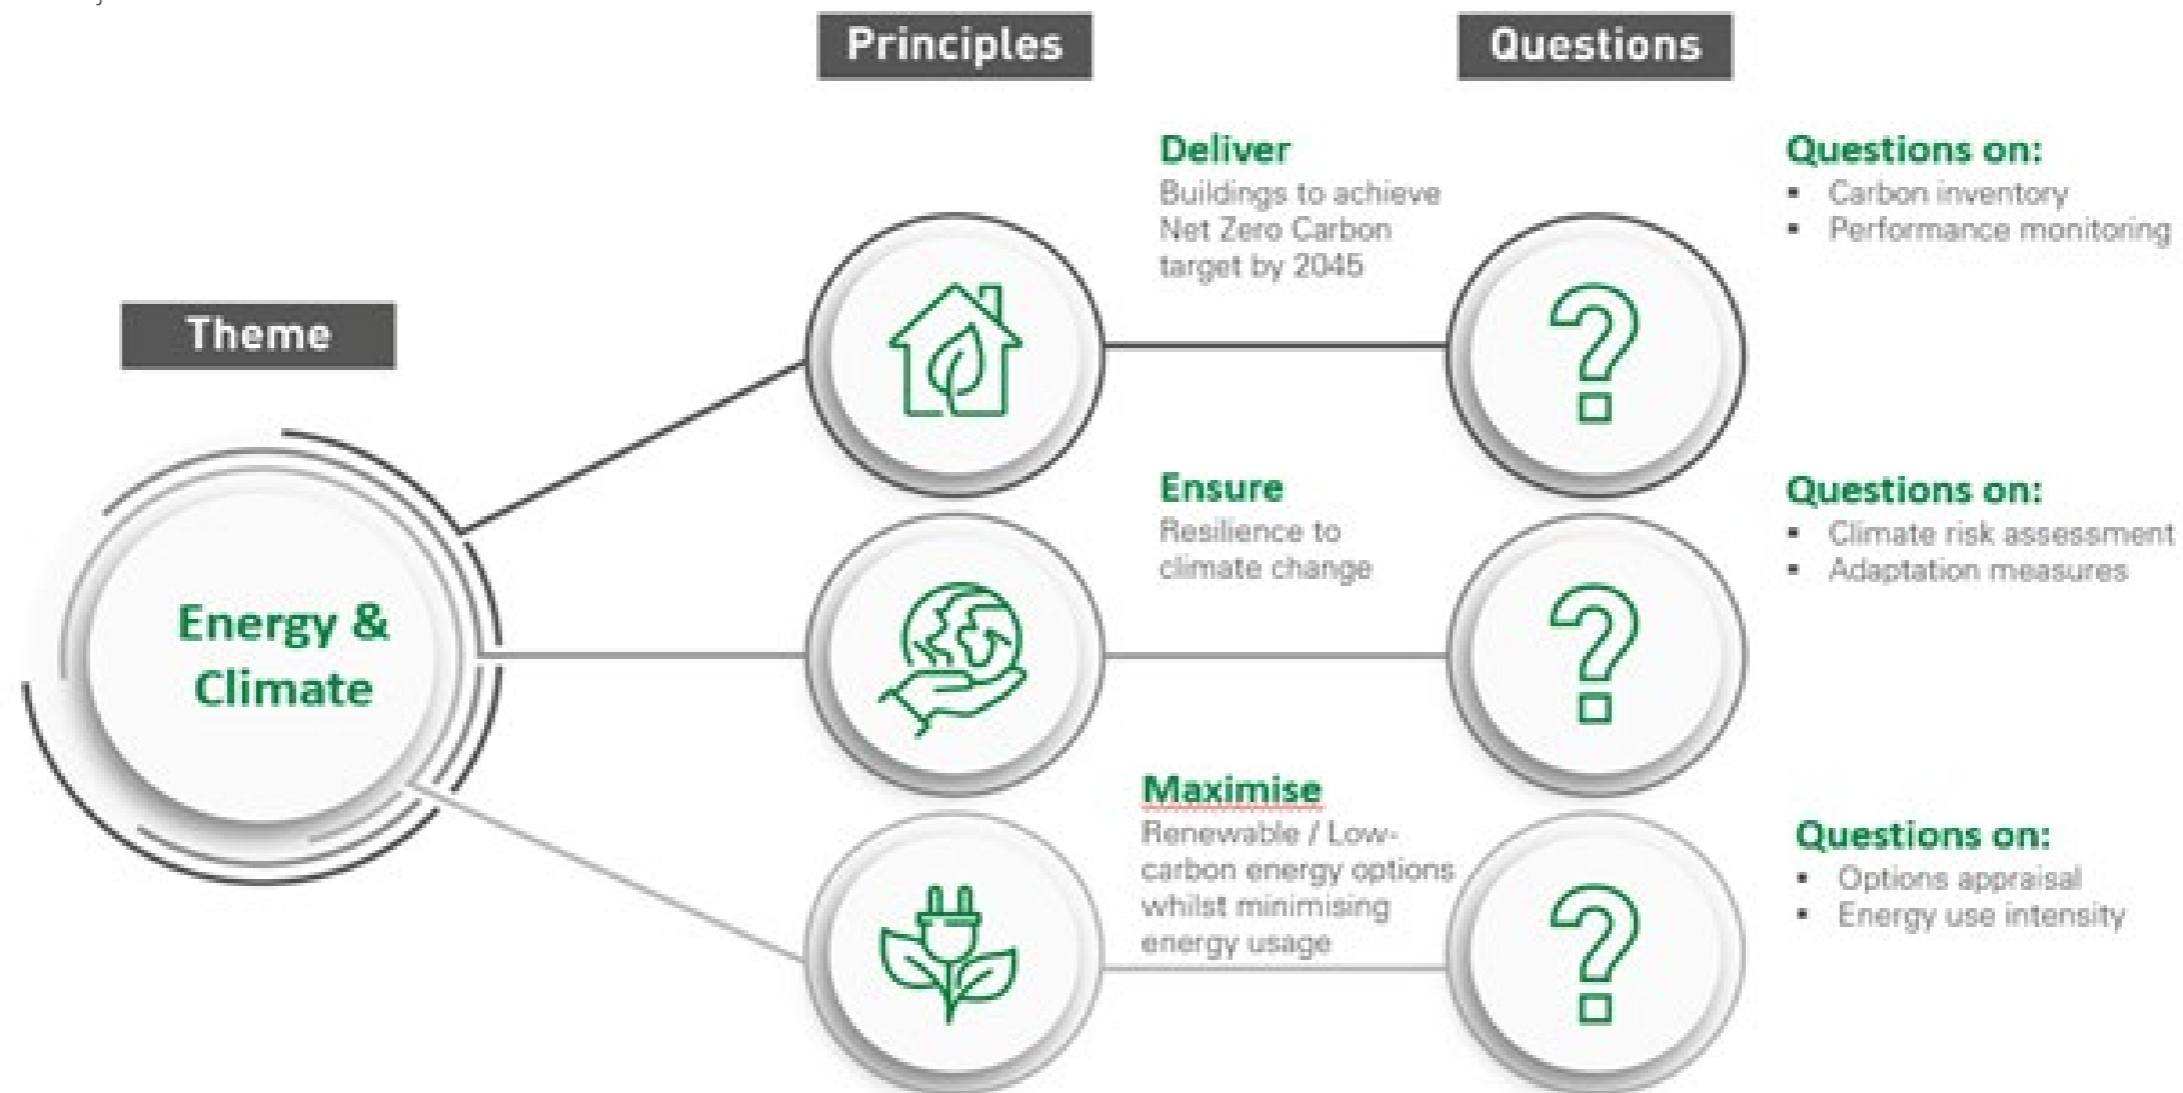 Principles
Questions
Theme
Energy &
Climate
Deliver
Buildings to achieve
Net Zero Carbon
target by 2045
Questions on:
▪ Carbon inventory
▪ Performance monitoring
Ensure
Resilience to
climate change
Questions on:
▪ Climate risk assessment
▪ Adaptation measures
Maximise
Renewable / Low-
carbon energy options
whilst minimising
energy usage
Questions on:
▪ Options appraisal
▪ Energy use intensity